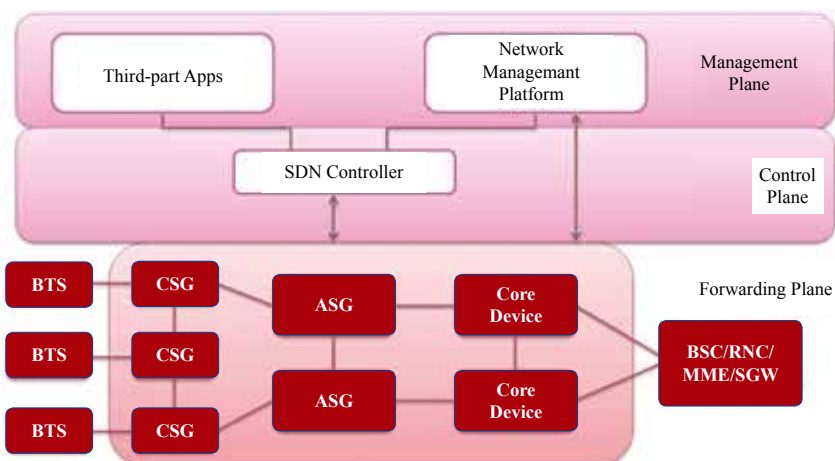 Third-part Apps
Network
Managemant
Platform
Management
Plane
SDN Controller
Control
Plane
BTS
CSG
ASG
Core
Device
Forwarding Plane
BTS
CSG
BSC/RNC/
MME/SGW
BTS
CSG
ASG
Core
Device